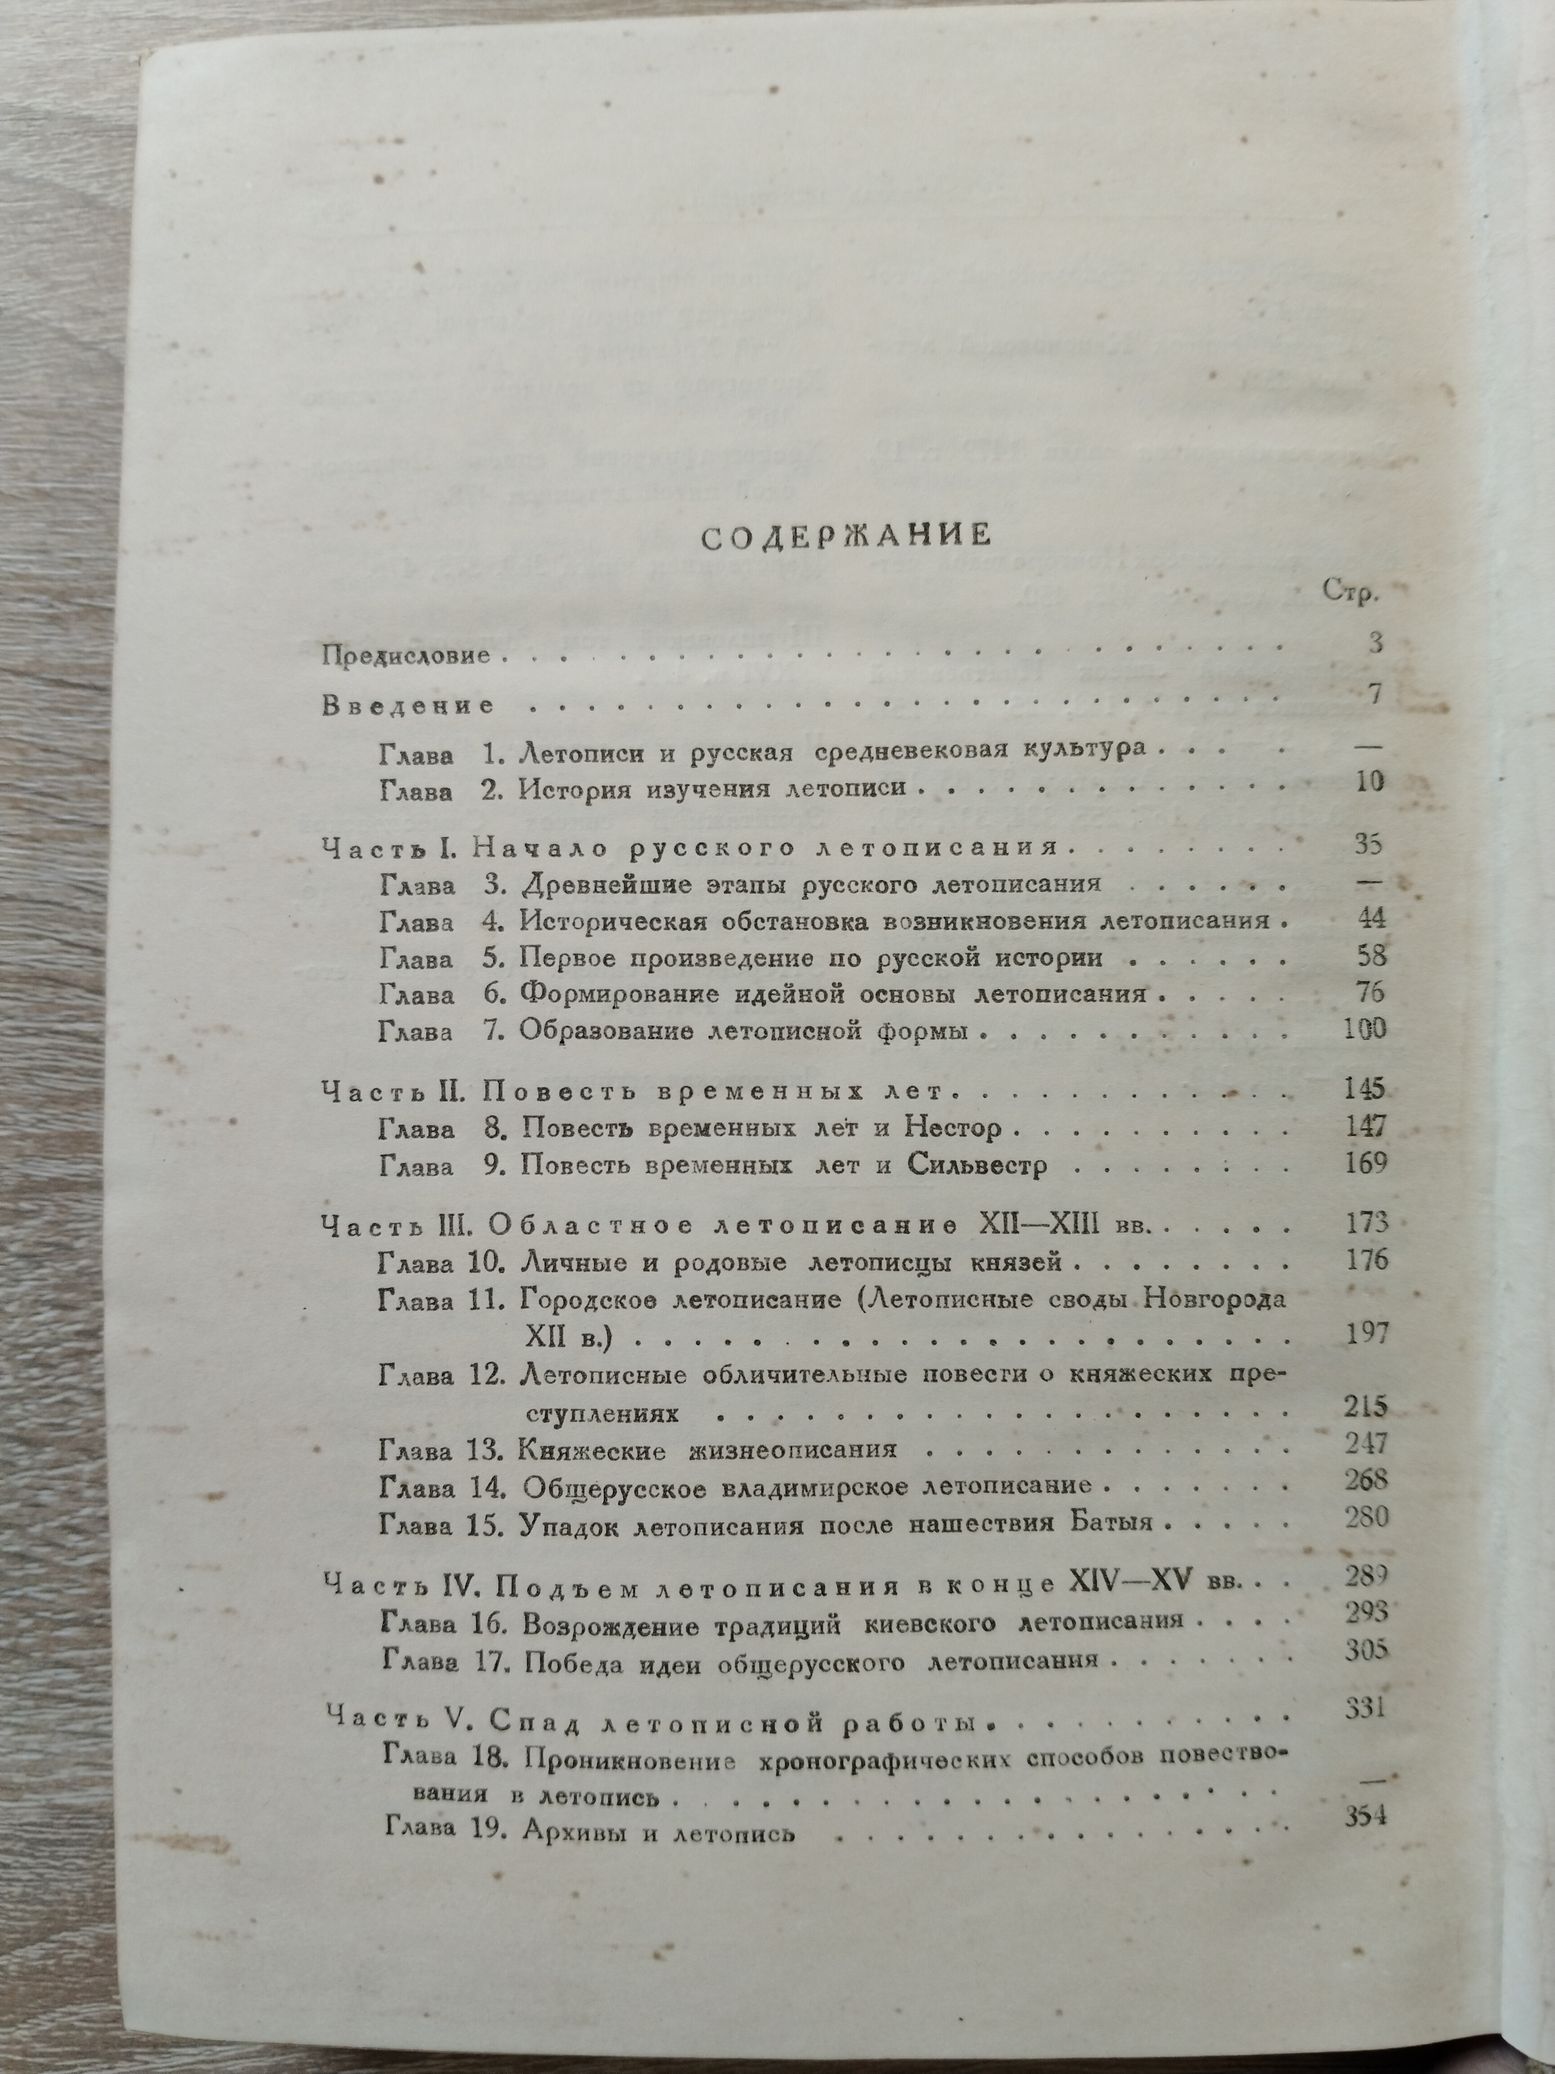 СОДЕРЖАНИЕ
Стр.
Предисловие . . . . . . . . . . . . . . . . . . . . . . . . . . . 3
Введение . . . . . . . . . . . . . . . . . . . . . . . . . . 7
Глава 1. Летописи и русская средневековая культура . . . . . —
Глава 2. История изучения летописи . . . . . . . . . . . . . 10
Часть I. Начало русского летописания . . . . . . . . 35
Глава 3. Древнейшие этапы русского летописания . . . . . . —
Глава 4. Историческая обстановка возникновения летописания . 44
Глава 5. Первое произведение по русской истории . . . . . . 58
Глава 6. Формирование идейной основы летописания . . . . . 76
Глава 7. Образование летописной формы . . . . . . . . . . . 100
Часть II. Повесть временных лет . . . . . . . . . . . . 145
Глава 8. Повесть временных лет и Нестор . . . . . . . . . . 147
Глава 9. Повесть временных лет и Сильвестр . . . . . . . . 169
Часть III. Областное летописание XII—XIII вв. . . . . . 173
Глава 10. Личные и родовые летописцы князей . . . . . . . . 176
Глава 11. Городское летописание (Летописные своды Новгорода
XII в.) . . . . . . . . . . . . . . . . . . . . . . . 197
Глава 12. Летописные обличительные повести о княжеских пре-
ступлениях . . . . . . . . . . . . . . . . . . . . 215
Глава 13. Княжеские жизнеописания . . . . . . . . . . . . . 247
Глава 14. Общерусское владимирское летописание . . . . . . . 268
Глава 15. Упадок летописания после нашествия Батыя . . . . . 280
Часть IV. Подъем летописания в конце XIV—XV вв. . . 289
Глава 16. Возрождение традиций киевского летописания . . . . 293
Глава 17. Победа идеи общерусского летописания . . . . . . . 305
Часть V. Спад летописной работы . . . . . . . . . . . 331
Глава 18. Проникновение хронографических способов повество-
вания в летопись . . . . . . . . . . . . . . . . . . . . . —
Глава 19. Архивы и летопись . . . . . . . . . . . . . . . . 354